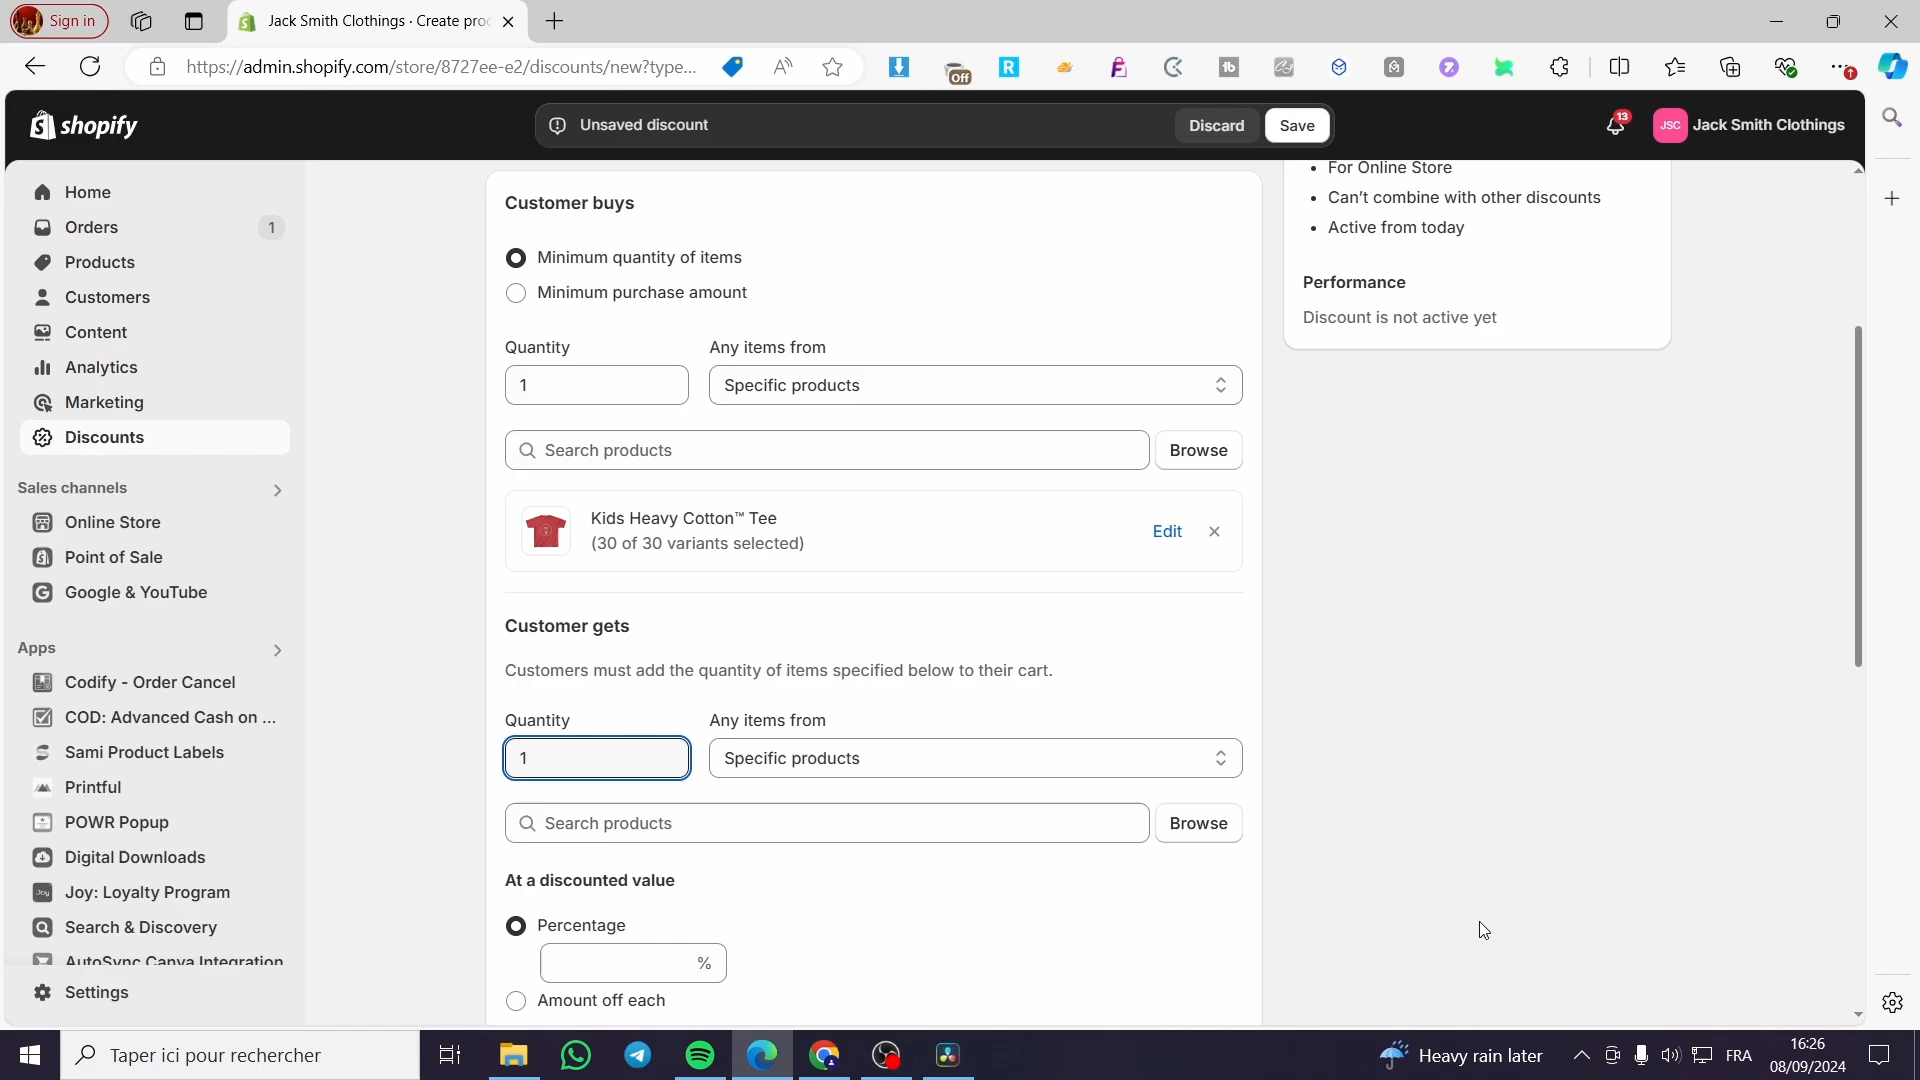 Sign in
Jack Smith Clothings · Create proc
https://admin.shopify.com/store/8727ee-e2/discounts/new?type...
Off
shopify
Unsaved discount
Discard
Save
13
JSC
Jack Smith Clothings
Home
Orders
1
Products
Customers
Content
Analytics
Marketing
Discounts
Sales channels
Online Store
Point of Sale
Google & YouTube
Apps
Codify - Order Cancel
COD: Advanced Cash on ...
Sami Product Labels
Printful
POWR Popup
Digital Downloads
Joy: Loyalty Program
Search & Discovery
AutoSync Canva Integration
Settings
Customer buys
Minimum quantity of items
Minimum purchase amount
Quantity
Any items from
1
Specific products
Search products
Browse
Kids Heavy Cotton™ Tee
(30 of 30 variants selected)
Edit
Customer gets
Customers must add the quantity of items specified below to their cart.
Quantity
Any items from
1
Specific products
Search products
Browse
At a discounted value
Percentage
%
Amount off each
For Online Store
Can't combine with other discounts
Active from today
Performance
Discount is not active yet
Taper ici pour rechercher
Heavy rain later
FRA
16:26
08/09/2024